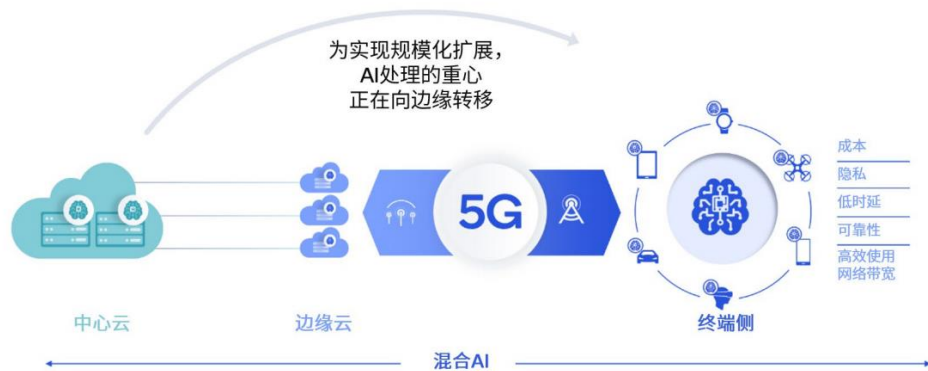 为实现规模化扩展，
AI处理的重心
正在向边缘转移
5G
成本
隐私
低时延
可靠性
高效使用
网络带宽
中心云
边缘云
终端侧
混合AI